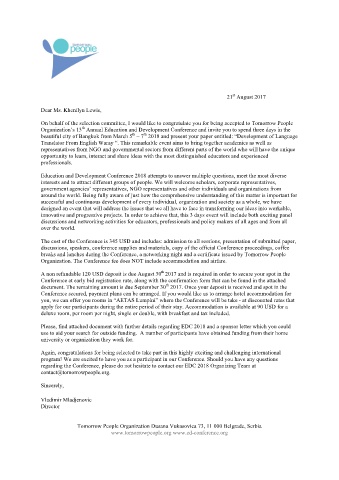 tomorrow
people
21st August 2017
Dear Ms. Kherilyn Lowie,
On behalf of the selection committee, I would like to congratulate you for being accepted to Tomorrow People
Organization's 13th Annual Education and Development Conference and invite you to spend three days in the
beautiful city of Bangkok from March 5th – 7th 2018 and present your paper entitled: "Development of Language
Translator From English Waray". This remarkable event aims to bring together academics as well as
representatives from NGO and governmental sectors from different parts of the world who will have the unique
opportunity to learn, interact and share ideas with the most distinguished educators and experienced
professionals.
Education and Development Conference 2018 attempts to answer multiple questions, meet the most diverse
interests and to attract different groups of people. We will welcome scholars, corporate representatives,
government agencies' representatives, NGO representatives and other individuals and organizations from
around the world. Being fully aware of just how the comprehensive understanding of this matter is important for
successful and continuous development of every individual, organization and society as a whole, we have
designed an event that will address the issues that we all have to face in transforming our ideas into workable,
innovative and progressive projects. In order to achieve that, this 3 days event will include both exciting panel
discussions and networking activities for educators, professionals and policy makers of all ages and from all
over the world.
The cost of the Conference is 345 USD and includes: admission to all sessions, presentation of submitted paper,
discussions, speakers, conference supplies and materials, copy of the official Conference proceedings, coffee
breaks and lunches during the Conference, a networking night and a certificate issued by Tomorrow People
Organization. The Conference fee does NOT include accommodation and airfare.
A non refundable 120 USD deposit is due August 30th 2017 and is required in order to secure your spot in the
Conference at early bird registration rate, along with the confirmation form that can be found in the attached
document. The remaining amount is due September 30th 2017. Once your deposit is received and spot in the
Conference secured, payment plan can be arranged. If you would like us to arrange hotel accommodation for
you, we can offer you rooms in "AETAS Lumpini" where the Conference will take be - at discounted rates that
apply for our participants during the entire period of their stay. Accommodation is available at 90 USD for a
deluxe room, per room per night, single or double, with breakfast and tax included.
Please, find attached document with further details regarding EDC 2018 and a sponsor letter which you could
use to aid your search for outside funding. A number of participants have obtained funding from their home
university or organization they work for.
Again, congratulations for being selected to take part in this highly exciting and challenging international
program! We are excited to have you as a participant in our Conference. Should you have any questions
regarding the Conference, please do not hesitate to contact our EDC 2018 Organizing Team at
contact@tomorrowpeople.org.
Sincerely,
Vladimir Mladjenovic
Director
Tomorrow People Organization Dusana Vukasovica 73, 11 000 Belgrade, Serbia
www.tomorrowpeople.org www.ed-conference.org